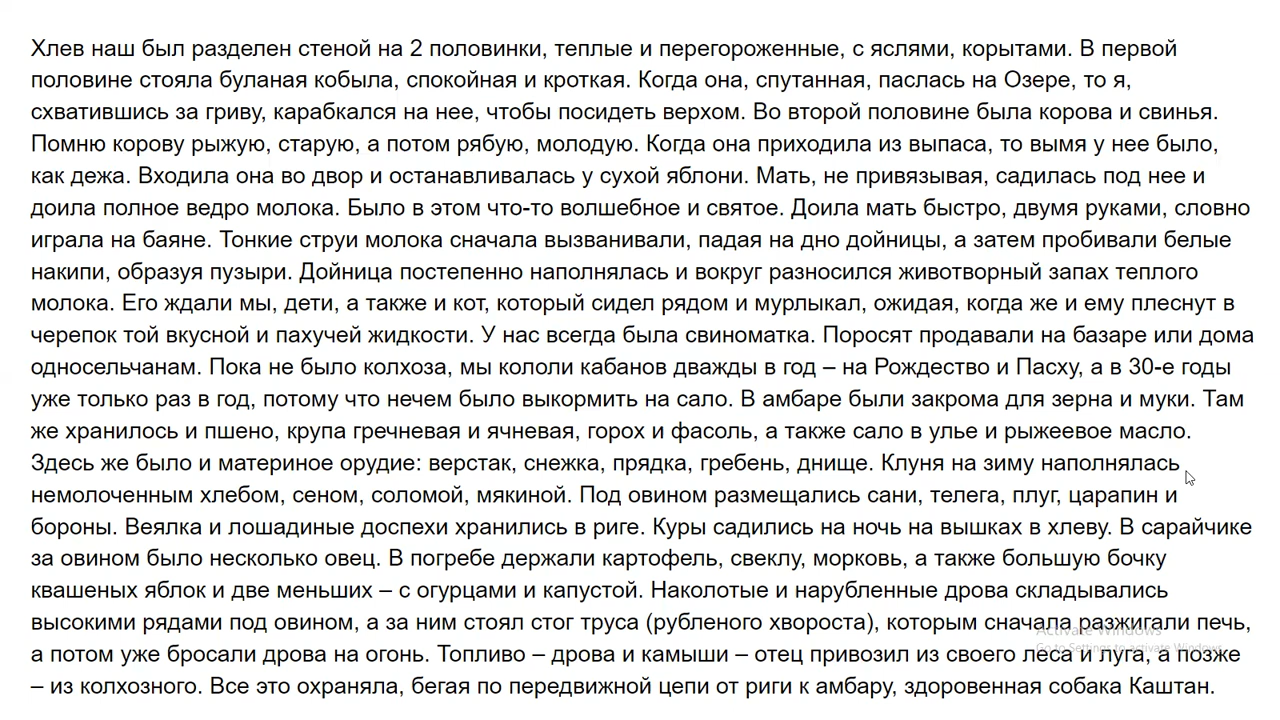 Хлев наш был разделен стеной на 2 половинки, теплые и перегороженные, с яслями, корытами. В первой
половине стояла буланая кобыла, спокойная и кроткая. Когда она, спутанная, паслась на Озере, то я,
схватившись за гриву, карабкался на нее, чтобы посидеть верхом. Во второй половине была корова и свинья.
Помню корову рыжую, старую, а потом рябую, молодую. Когда она приходила из выпаса, то вымя у нее было,
как дежа. Входила она во двор и останавливалась у сухой яблони. Мать, не привязывая, садилась под нее и
доила полное ведро молока. Было в этом что-то волшебное и святое. Доила мать быстро, двумя руками, словно
играла на баяне. Тонкие струи молока сначала вызванивали, падая на дно дойницы, а затем пробивали белые
накипи, образуя пузыри. Дойница постепенно наполнялась и вокруг разносился животворный запах теплого
молока. Его ждали мы, дети, а также и кот, который сидел рядом и мурлыкал, ожидая, когда же и ему плеснут в
черепок той вкусной и пахучей жидкости. У нас всегда была свиноматка. Поросят продавали на базаре или дома
односельчанам. Пока не было колхоза, мы кололи кабанов дважды в год – на Рождество и Пасху, а в 30-е годы
уже только раз в год, потому что нечем было выкормить на сало. В амбаре были закрома для зерна и муки. Там
же хранилось и пшено, крупа гречневая и ячневая, горох и фасоль, а также сало в улье и рыжеевое масло.
Здесь же было и материное орудие: верстак, снежка, прядка, гребень, днище. Клуня на зиму наполнялась
немолоченным хлебом, сеном, соломой, мякиной. Под овином размещались сани, телега, плуг, царапин и
бороны. Веялка и лошадиные доспехи хранились в риге. Куры садились на ночь на вышках в хлеву. В сарайчике
за овином было несколько овец. В погребе держали картофель, свеклу, морковь, а также большую бочку
квашеных яблок и две меньших – с огурцами и капустой. Наколотые и нарубленные дрова складывались
высокими рядами под овином, а за ним стоял стог труса (рубленого хвороста), которым сначала разжигали печь,
Activate Windows
Go to Settings to activate Windows.
а потом уже бросали дрова на огонь. Топливо – дрова и камыши – отец привозил из своего леса и луга, а позже
– из колхозного. Все это охраняла, бегая по передвижной цепи от риги к амбару, здоровенная собака Каштан.